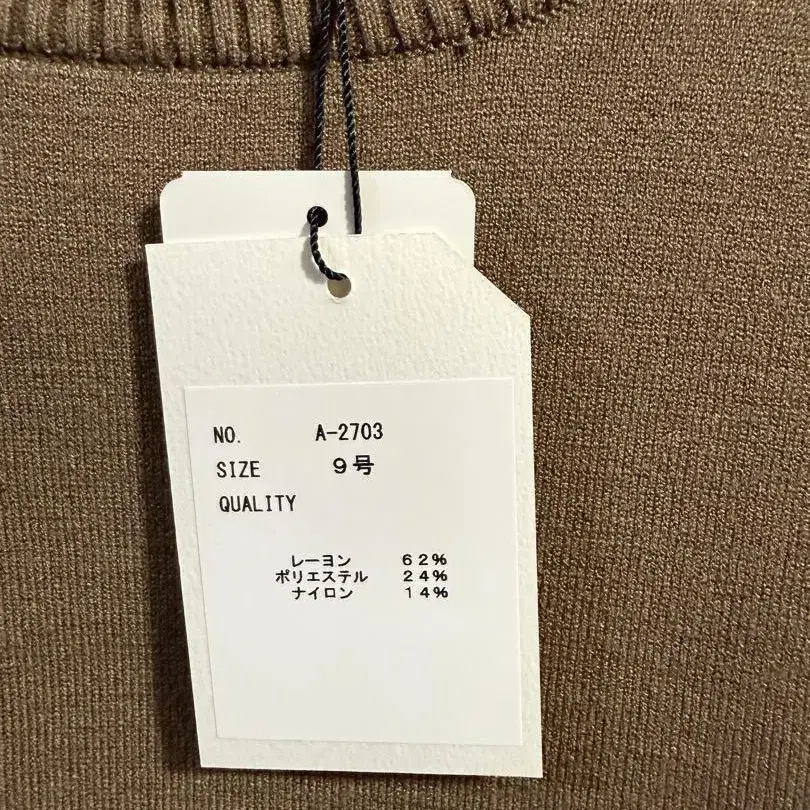 NO. A-2703
SIZE 9号
QUALITY
レーヨン 62%
ポリエステル 24%
ナイロン 14%